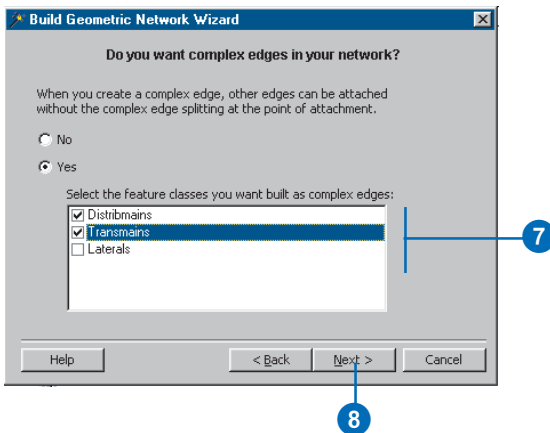 Build Geometric Network Wizard
Do you want complex edges in your network?
When you create a complex edge, other edges can be attached
without the complex edge splitting at the point of attachment.
No
Yes
Select the feature classes you want built as complex edges:
Distribmains
Transmains
Laterals
7
Help
< Back
Next >
Cancel
8